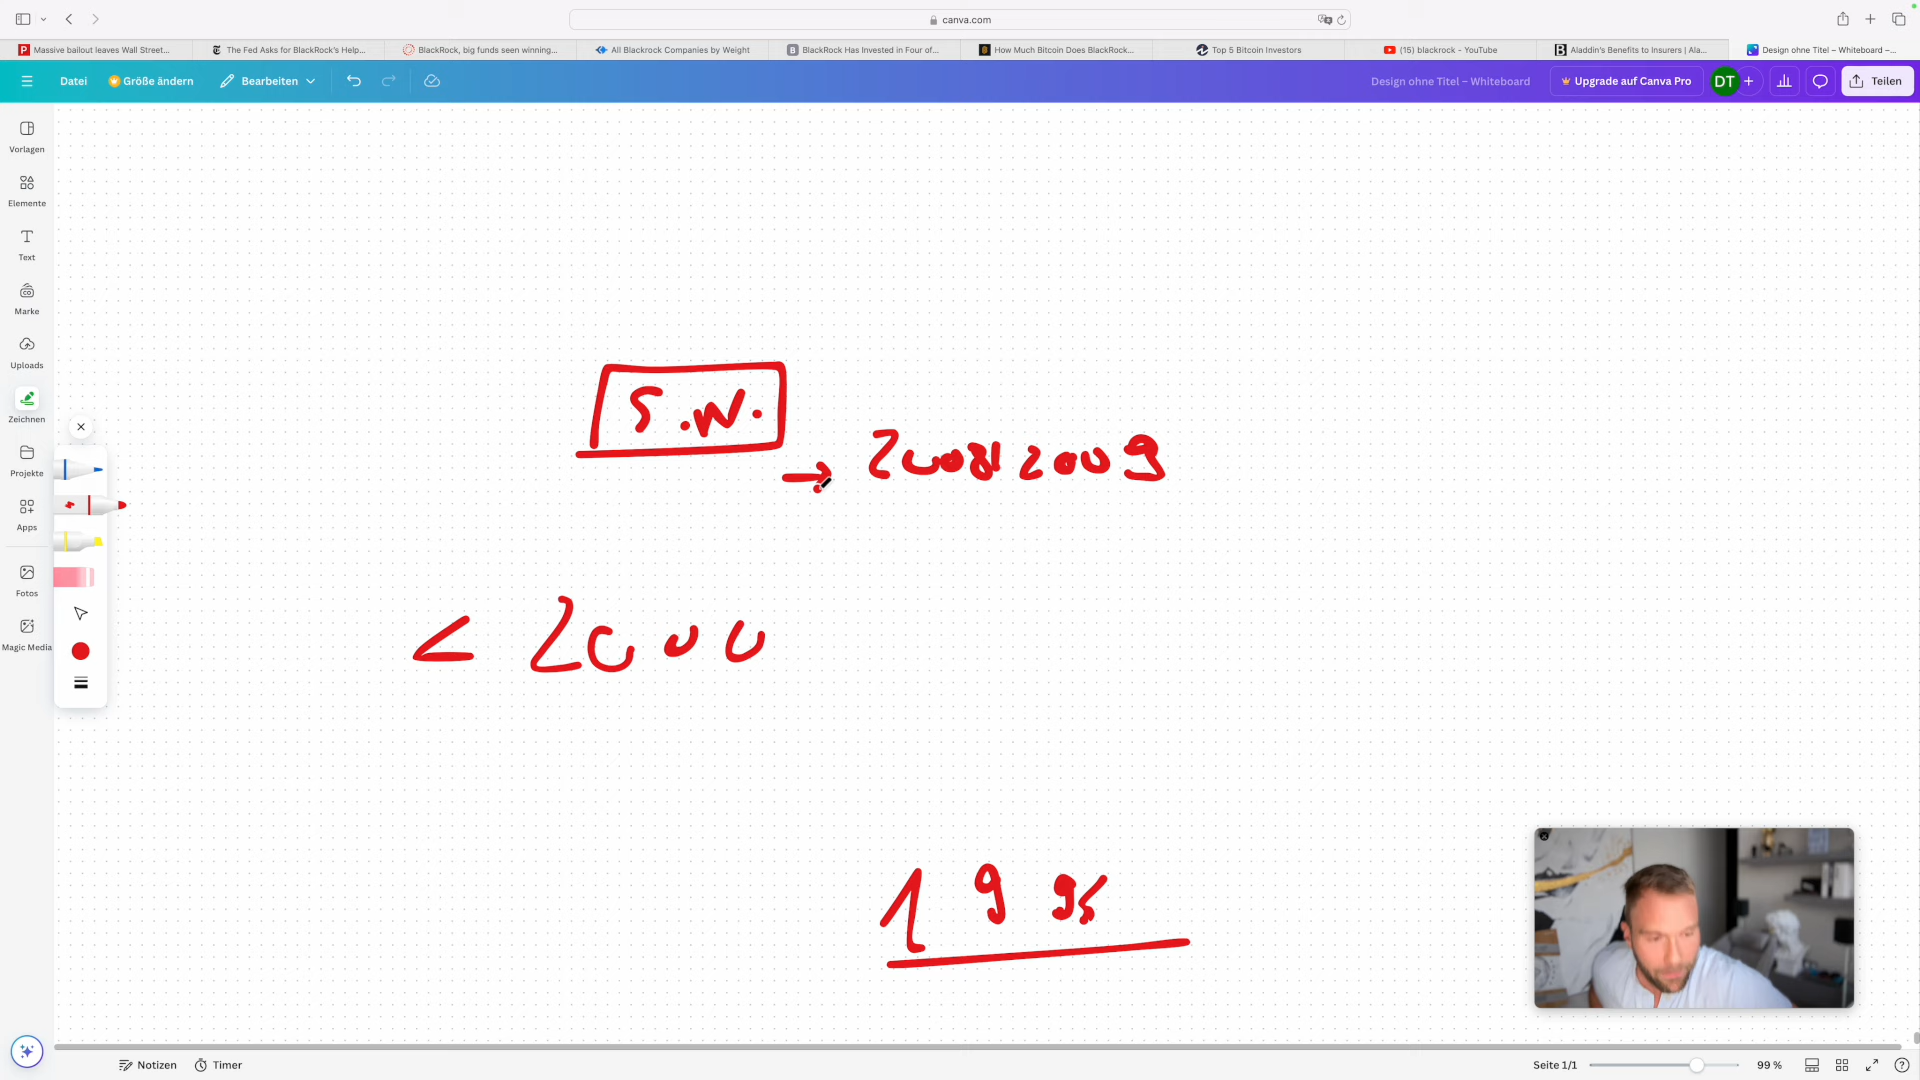 canva.com
Massive bailout leaves Wall Street...
The Fed Asks for BlackRock's Help...
BlackRock, big funds seen winning...
All Blackrock Companies by Weight
BlackRock Has Invested in Four of...
How Much Bitcoin Does BlackRock...
Top 5 Bitcoin Investors
(15) blackrock - YouTube
Aladdin's Benefits to Insurers | Ala...
Design ohne Titel – Whiteboard –...
Datei
Größe ändern
Bearbeiten
Design ohne Titel – Whiteboard
Upgrade auf Canva Pro
DT
Teilen
Vorlagen
Elemente
Text
Marke
Uploads
Zeichnen
Projekte
Apps
Fotos
Magic Media
S.W.
→ 2008/2009
< 2000
Notizen
Timer
Seite 1/1
99 %